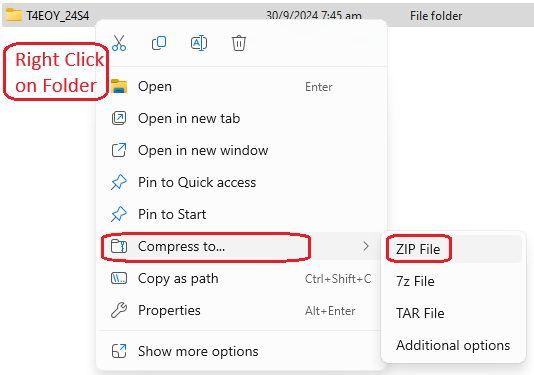 T4EOY_24S4 30/9/2024 7:45 am File folder
Right Click
on Folder
Open Enter
Open in new tab
Open in new window
Pin to Quick access
Pin to Start
Compress to...
ZIP File
Copy as path Ctrl+Shift+C
7z File
Properties Alt+Enter
TAR File
Show more options
Additional options